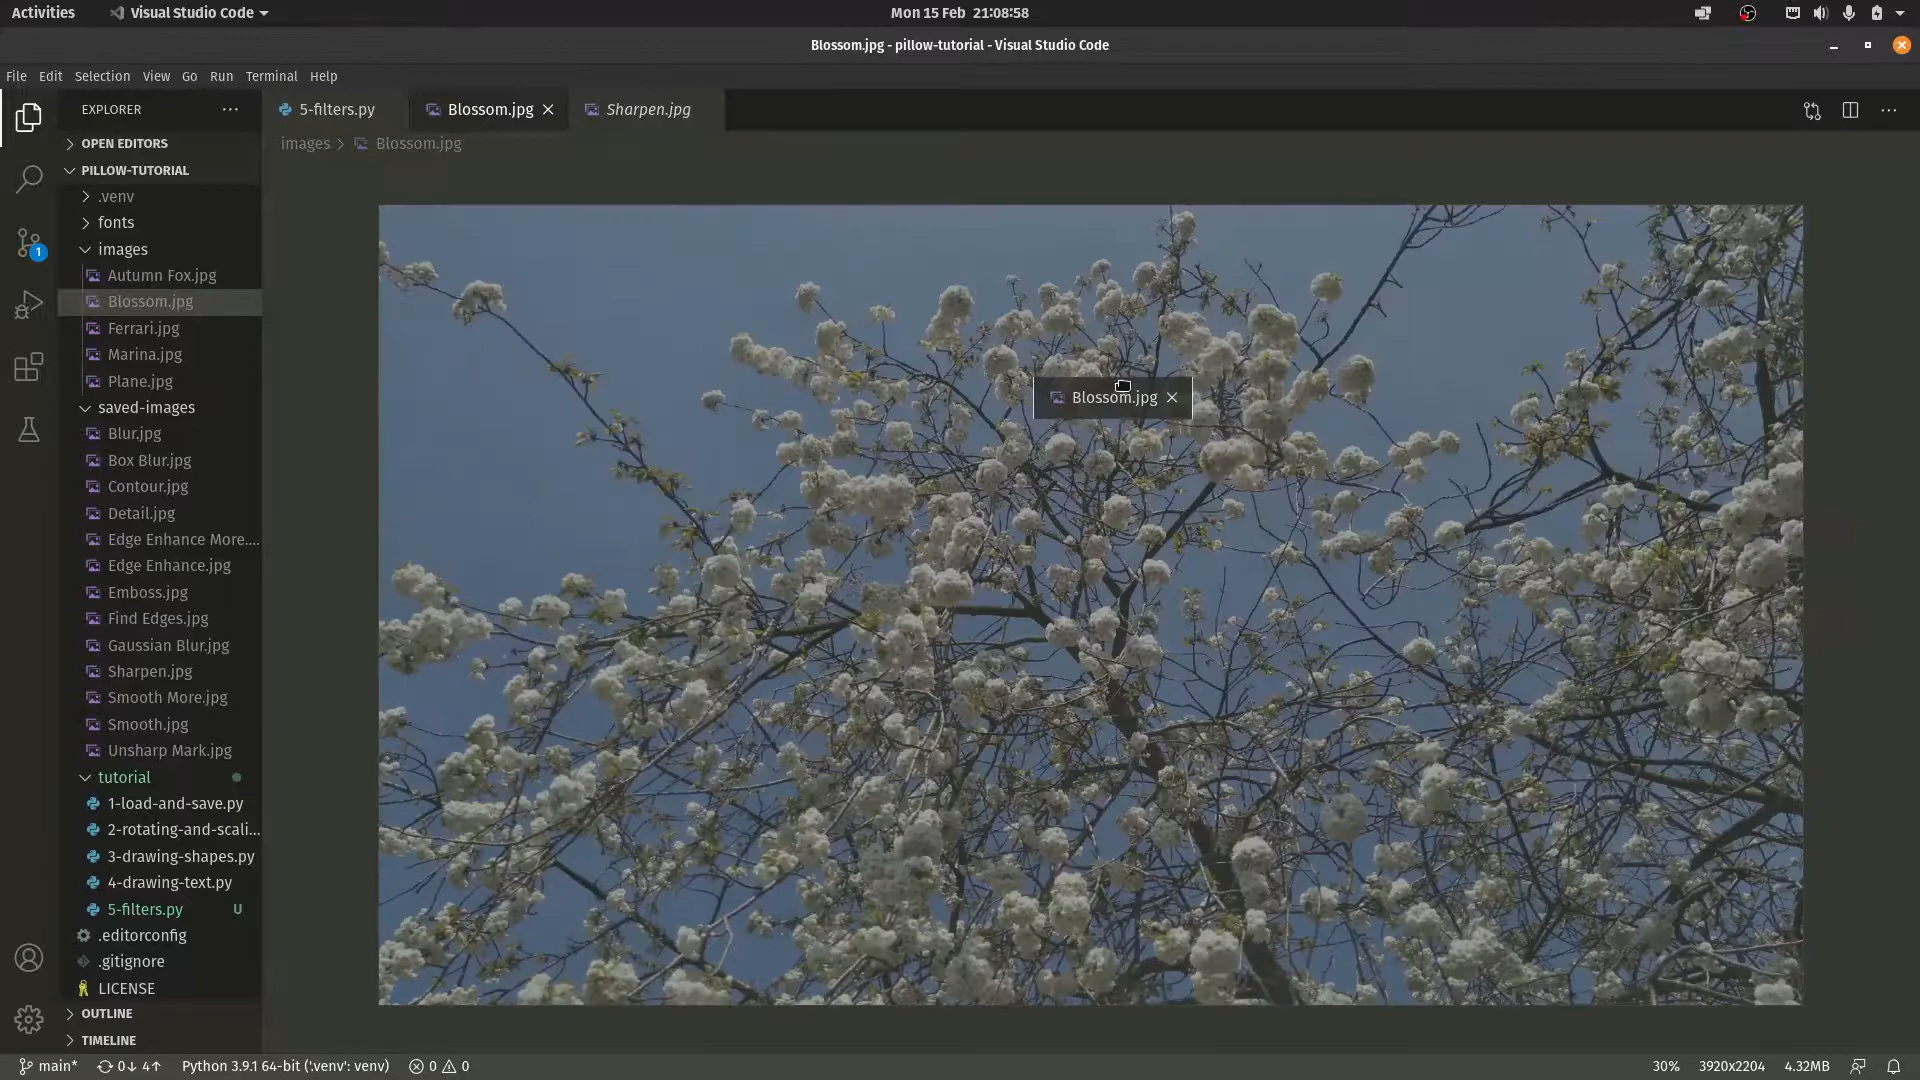 Activities
Visual Studio Code
Mon 15 Feb 21:08:58
Blossom.jpg - pillow-tutorial - Visual Studio Code
File Edit Selection View Go Run Terminal Help
EXPLORER
5-filters.py
Blossom.jpg
Sharpen.jpg
OPEN EDITORS
images
Blossom.jpg
PILLOW-TUTORIAL
.venv
fonts
images
Autumn Fox.jpg
Blossom.jpg
Ferrari.jpg
Marina.jpg
Plane.jpg
saved-images
Blur.jpg
Box Blur.jpg
Contour.jpg
Detail.jpg
Edge Enhance More....
Edge Enhance.jpg
Emboss.jpg
Find Edges.jpg
Gaussian Blur.jpg
Sharpen.jpg
Smooth More.jpg
Smooth.jpg
Unsharp Mark.jpg
tutorial
1-load-and-save.py
2-rotating-and-scali...
3-drawing-shapes.py
4-drawing-text.py
5-filters.py U
.editorconfig
.gitignore
LICENSE
OUTLINE
TIMELINE
1
Blossom.jpg
main* 0↓ 4↑ Python 3.9.1 64-bit ('.venv': venv) 0 0
30% 3920x2204 4.32MB